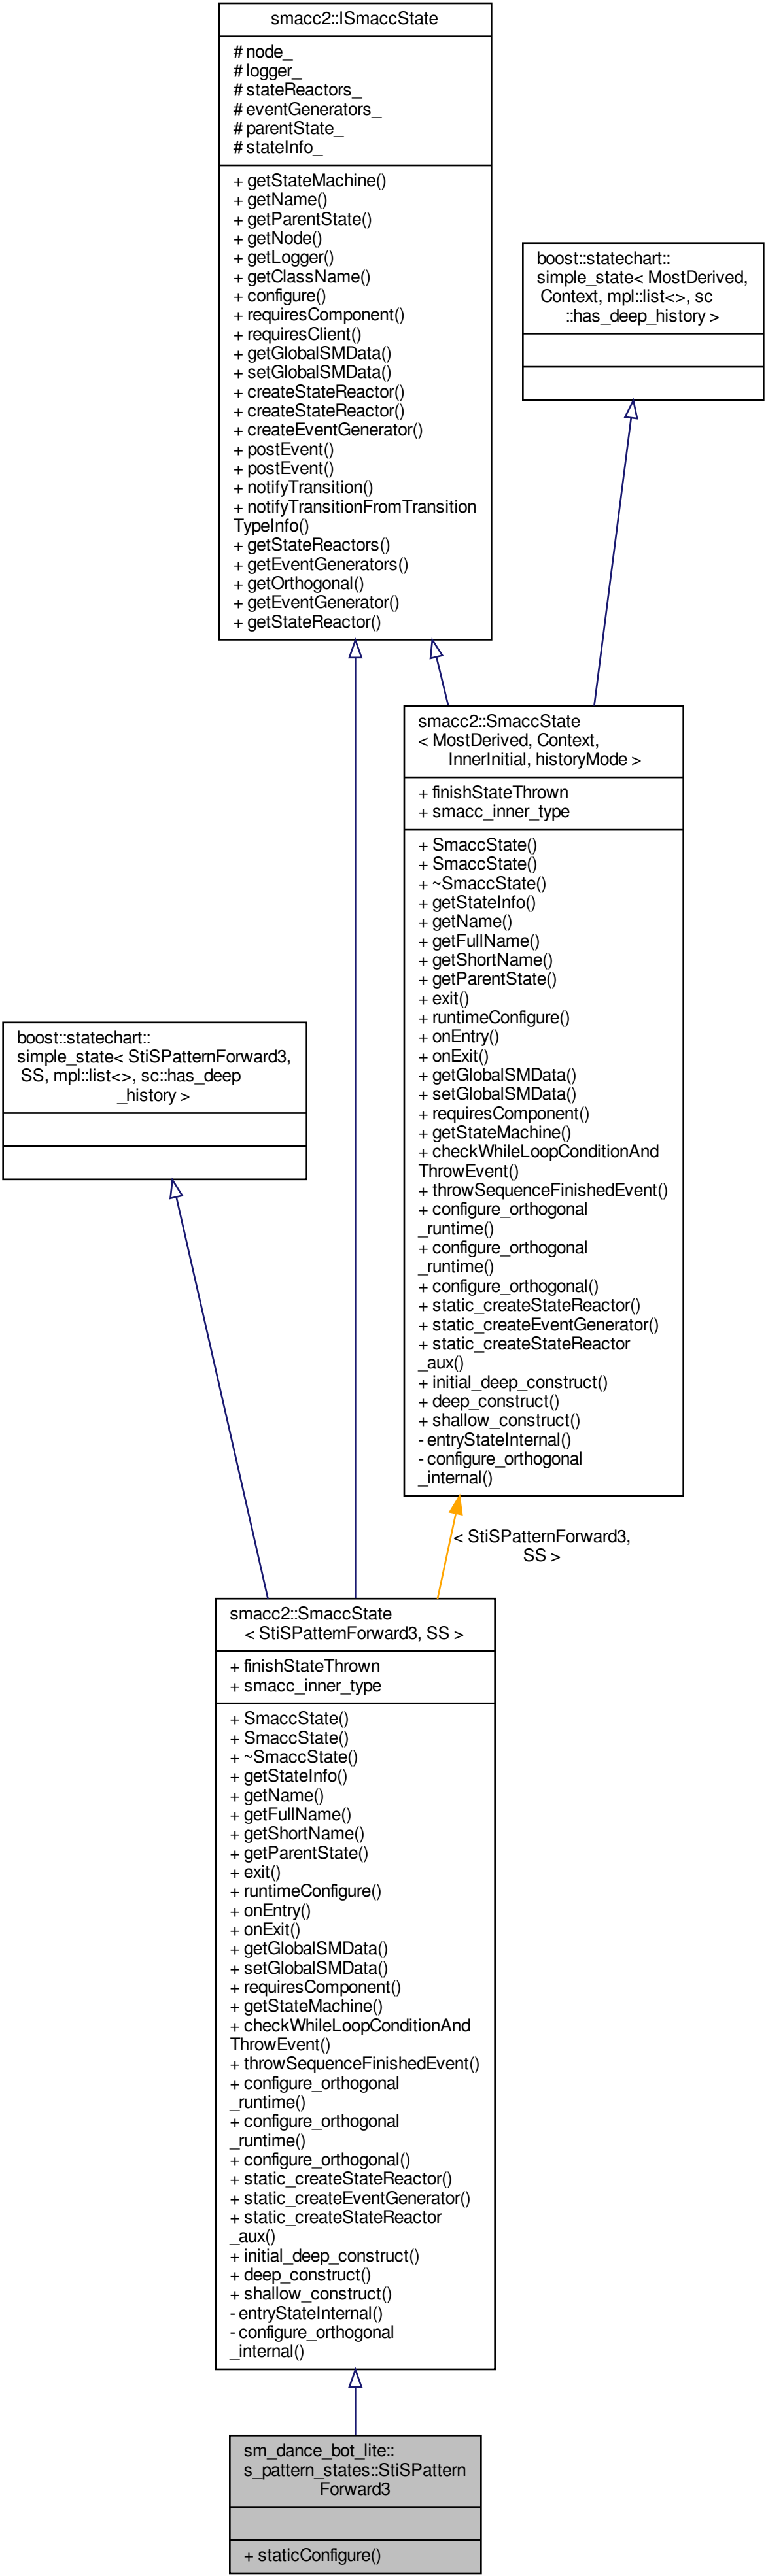 smacc2::ISmaccState
# node_
# logger_
# stateReactors_
# eventGenerators_
# parentState_
# stateInfo_
+ getStateMachine()
+ getName()
+ getParentState()
+ getNode()
+ getLogger()
+ getClassName()
+ configure()
+ requiresComponent()
+ requiresClient()
+ getGlobalSMData()
+ setGlobalSMData()
+ createStateReactor()
+ createStateReactor()
+ createEventGenerator()
+ postEvent()
+ postEvent()
+ notifyTransition()
+ notifyTransitionFromTransition
TypeInfo()
+ getStateReactors()
+ getEventGenerators()
+ getOrthogonal()
+ getEventGenerator()
+ getStateReactor()
boost::statechart::
simple_state< MostDerived,
Context, mpl::list<>, sc
::has_deep_history >
smacc2::SmaccState
< MostDerived, Context,
InnerInitial, historyMode >
+ finishStateThrown
+ smacc_inner_type
+ SmaccState()
+ SmaccState()
+ ~SmaccState()
+ getStateInfo()
+ getName()
+ getFullName()
+ getShortName()
+ getParentState()
+ exit()
+ runtimeConfigure()
+ onEntry()
+ onExit()
+ getGlobalSMData()
+ setGlobalSMData()
+ requiresComponent()
+ getStateMachine()
+ checkWhileLoopConditionAnd
ThrowEvent()
+ throwSequenceFinishedEvent()
+ configure_orthogonal
_runtime()
+ configure_orthogonal
_runtime()
+ configure_orthogonal()
+ static_createStateReactor()
+ static_createEventGenerator()
+ static_createStateReactor
_aux()
+ initial_deep_construct()
+ deep_construct()
+ shallow_construct()
- entryStateInternal()
- configure_orthogonal
_internal()
boost::statechart::
simple_state< StiSPatternForward3,
SS, mpl::list<>, sc::has_deep
_history >
< StiSPatternForward3,
SS >
smacc2::SmaccState
< StiSPatternForward3, SS >
+ finishStateThrown
+ smacc_inner_type
+ SmaccState()
+ SmaccState()
+ ~SmaccState()
+ getStateInfo()
+ getName()
+ getFullName()
+ getShortName()
+ getParentState()
+ exit()
+ runtimeConfigure()
+ onEntry()
+ onExit()
+ getGlobalSMData()
+ setGlobalSMData()
+ requiresComponent()
+ getStateMachine()
+ checkWhileLoopConditionAnd
ThrowEvent()
+ throwSequenceFinishedEvent()
+ configure_orthogonal
_runtime()
+ configure_orthogonal
_runtime()
+ configure_orthogonal()
+ static_createStateReactor()
+ static_createEventGenerator()
+ static_createStateReactor
_aux()
+ initial_deep_construct()
+ deep_construct()
+ shallow_construct()
- entryStateInternal()
- configure_orthogonal
_internal()
sm_dance_bot_lite::
s_pattern_states::StiSPattern
Forward3
+ staticConfigure()